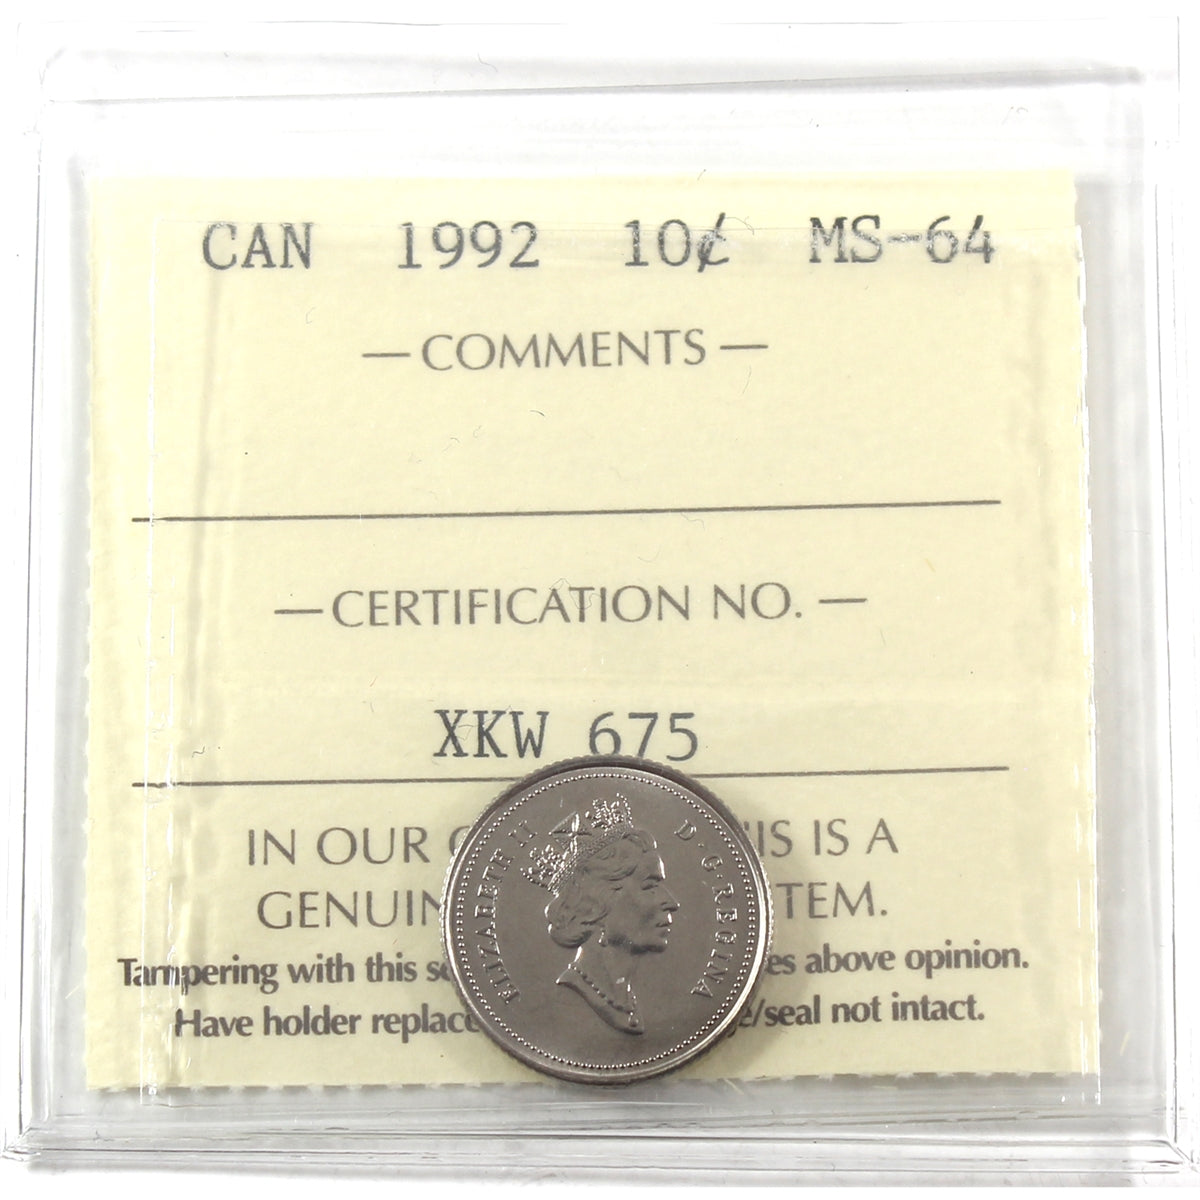 CAN 1992 10¢ MS-64
— COMMENTS —
— CERTIFICATION NO. —
XKW 675
IN OUR IS IS A
GENUIN TEM.
Tampering with this es above opinion.
Have holder replace e/seal not intact.
ELIZABETH II D·G·REGINA